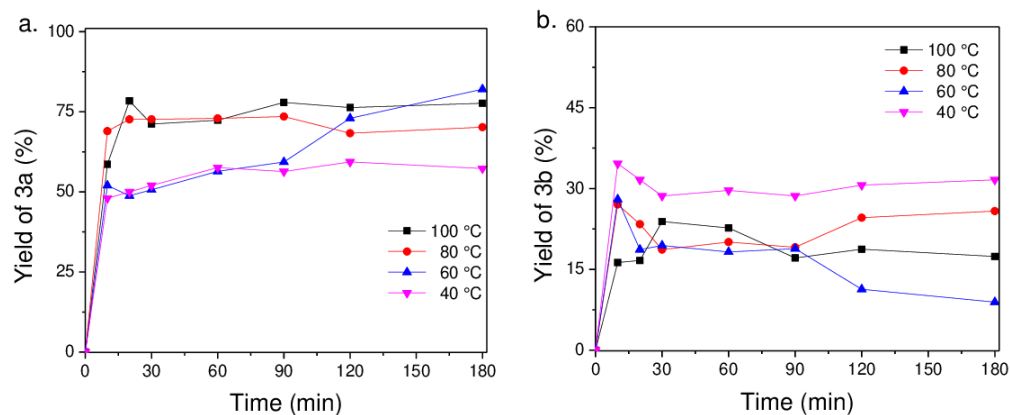 a.
Yield of 3a (%)
100
75
50
25
0
100 °C
80 °C
60 °C
40 °C
0 30 60 90 120 150 180
Time (min)
b.
Yield of 3b (%)
60
45
30
15
0
100 °C
80 °C
60 °C
40 °C
0 30 60 90 120 150 180
Time (min)